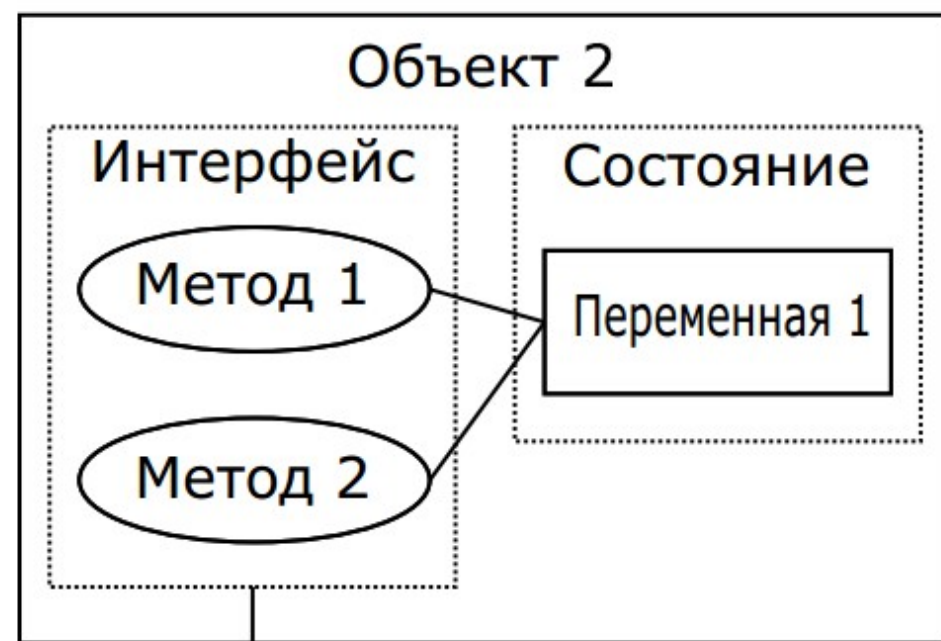 Объект 2
Интерфейс
Состояние
Метод 1
Переменная 1
Метод 2